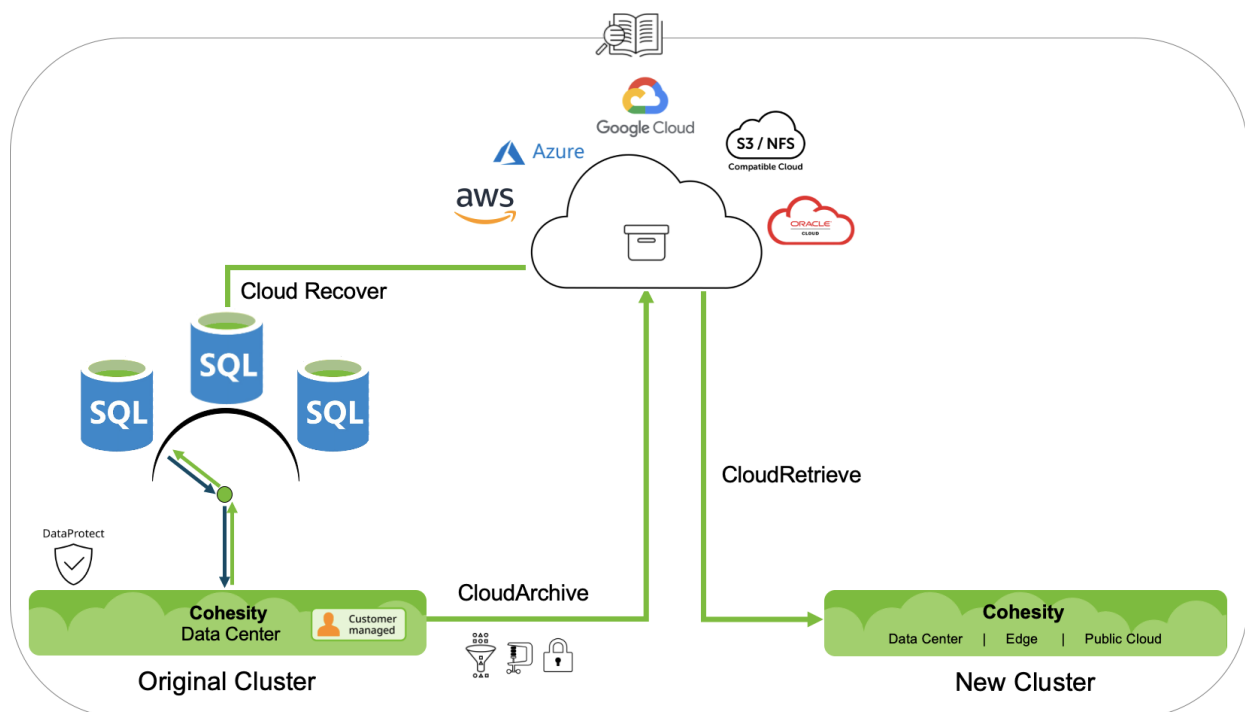 Google Cloud
S3 / NFS
Compatible Cloud
Azure
aws
ORACLE
CLOUD
Cloud Recover
SQL
SQL
SQL
CloudRetrieve
DataProtect
CloudArchive
Cohesity
Data Center
Customer
managed
Cohesity
Data Center | Edge | Public Cloud
Original Cluster
New Cluster